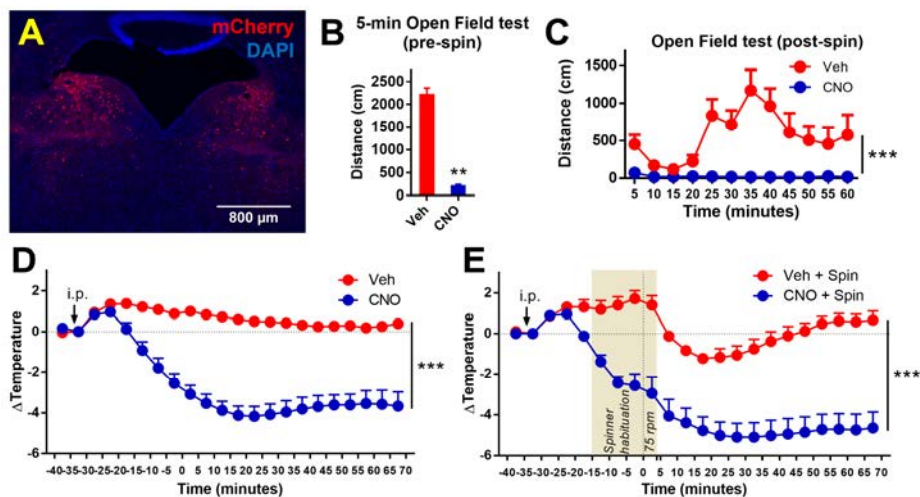 A
mCherry
DAPI
800 µm
B
5-min Open Field test
(pre-spin)
Distance (cm)
2500
2000
1500
1000
500
0
**
Veh
CNO
C
Open Field test (post-spin)
Veh
CNO
Distance (cm)
1500
1000
500
0
***
5 10 15 20 25 30 35 40 45 50 55 60
Time (minutes)
D
Veh
CNO
i.p.
ΔTemperature
2
0
-2
-4
-6
***
-40-35-30-25-20-15-10 -5 0 5 10 15 20 25 30 35 40 45 50 55 60 65 70
Time (minutes)
E
Veh + Spin
CNO + Spin
i.p.
ΔTemperature
2
0
-2
-4
-6
Spinner
habituation
75 rpm
***
-40-35-30-25-20-15-10 -5 0 5 10 15 20 25 30 35 40 45 50 55 60 65 70
Time (minutes)